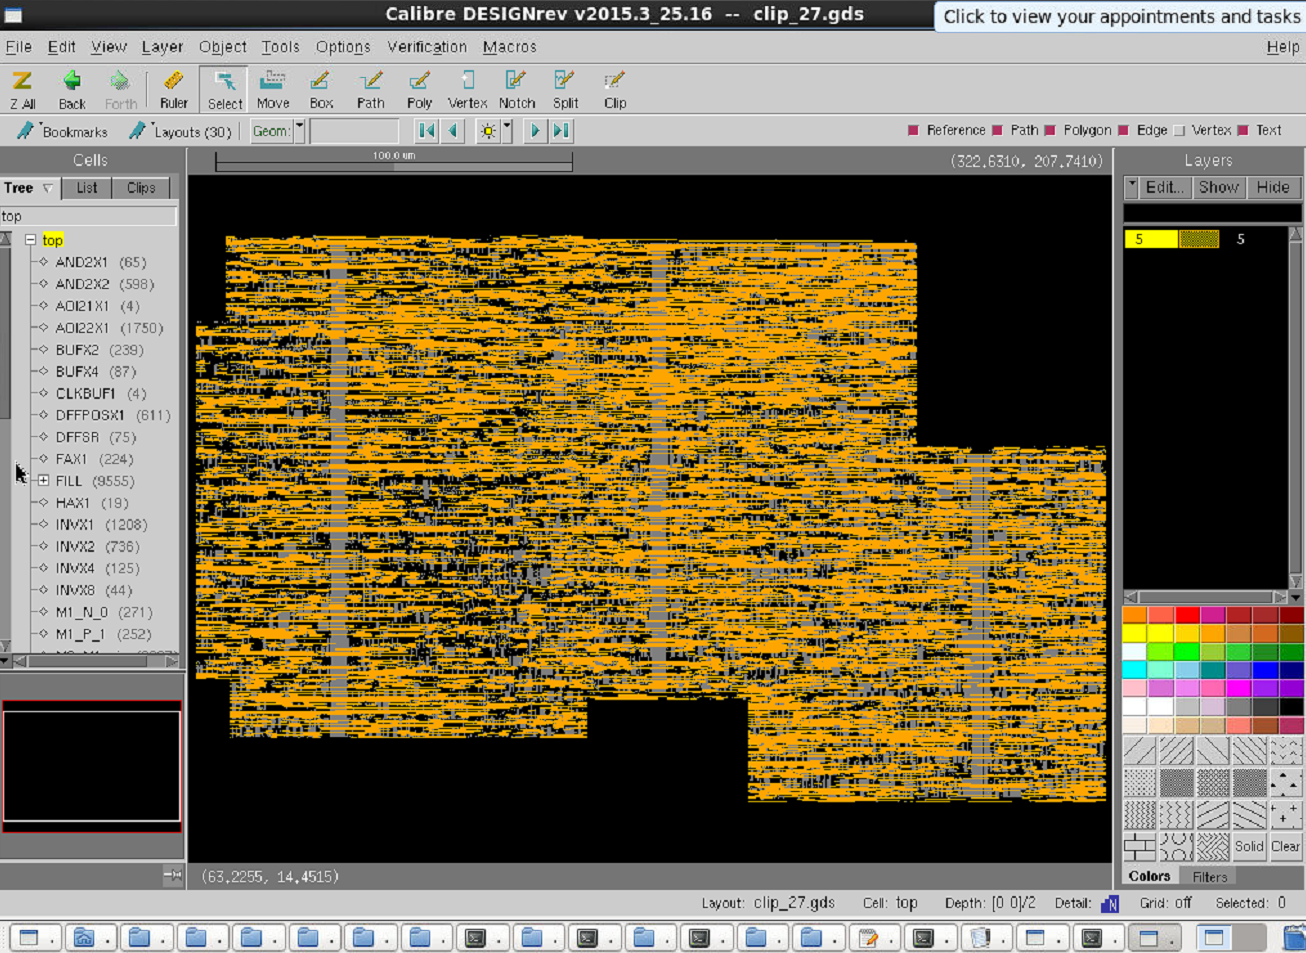 Calibre DESIGNrev v2015.3_25.16 -- clip_27.gds
Click to view your appointments and tasks
File Edit View Layer Object Tools Options Verification Macros Help
Z All Back Forth Ruler Select Move Box Path Poly Vertex Notch Split Clip
Bookmarks Layouts (30) Geom: Reference Path Polygon Edge Vertex Text
Cells
100.0 um
(322.6310, 207.7410)
Layers
Tree List Clips
Edit... Show Hide
top
top
5 5
AND2X1 (65)
AND2X2 (598)
AOI21X1 (4)
AOI22X1 (1750)
BUFX2 (239)
BUFX4 (87)
CLKBUF1 (4)
DFFPOSX1 (611)
DFFSR (75)
FAX1 (224)
FILL (9555)
HAX1 (19)
INVX1 (1208)
INVX2 (736)
INVX4 (125)
INVX8 (44)
M1_N_0 (271)
M1_P_1 (252)
Solid Clear
Colors Filters
(63.2255, 14.4515)
Layout: clip_27.gds Cell: top Depth: [0 0]/2 Detail: Grid: off Selected: 0